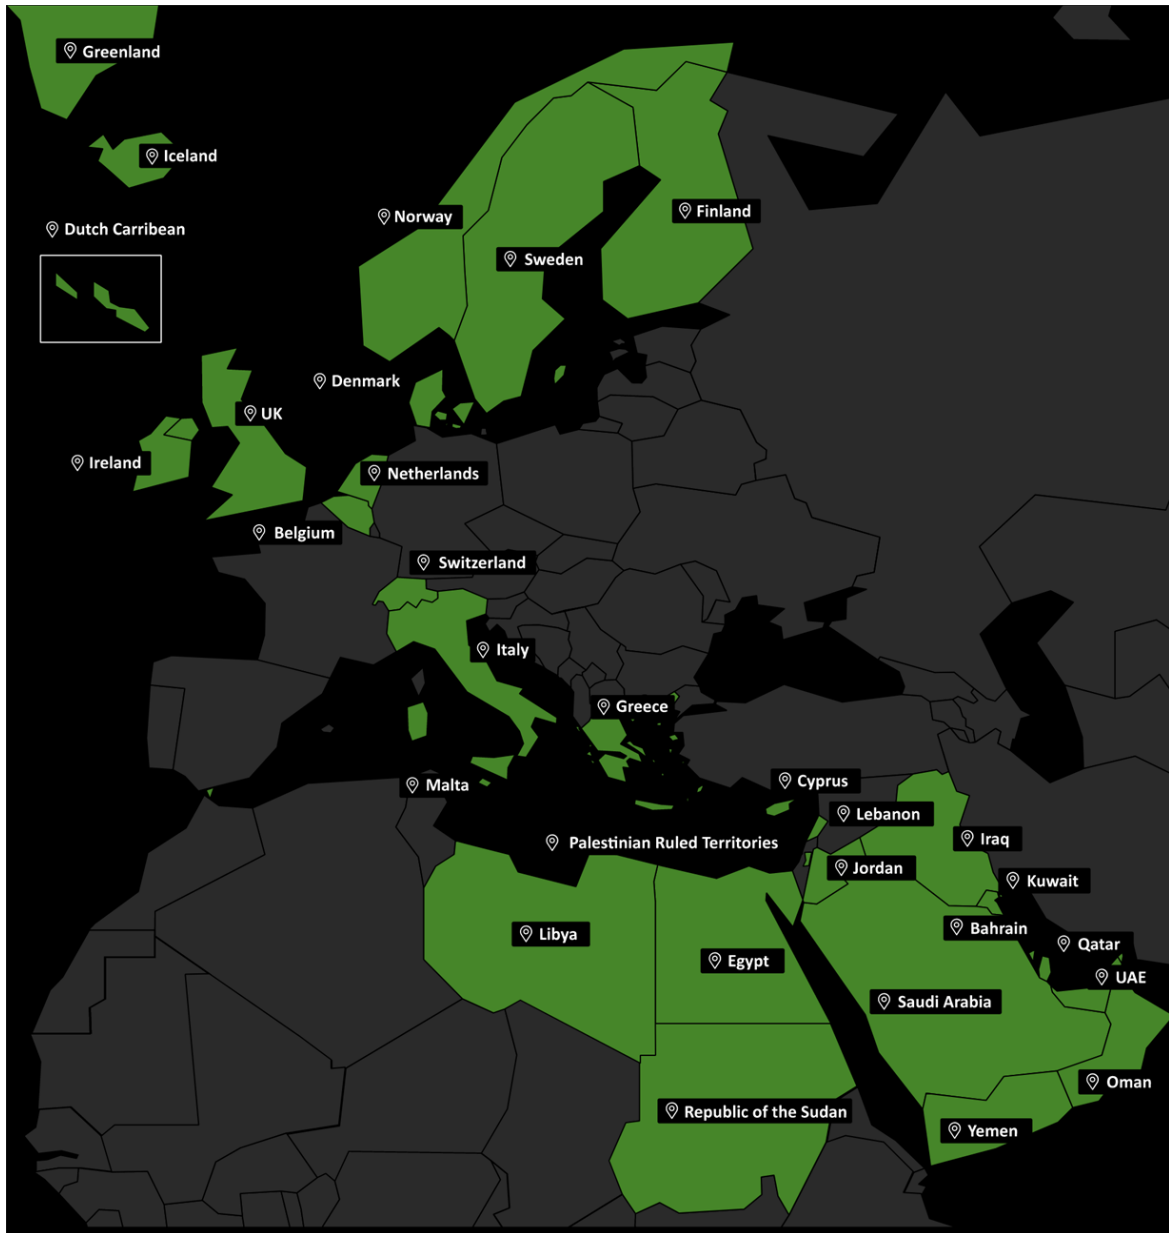 Greenland
Iceland
Dutch Carribean
Norway
Finland
Sweden
Denmark
UK
Ireland
Netherlands
Belgium
Switzerland
Italy
Greece
Malta
Cyprus
Lebanon
Palestinian Ruled Territories
Iraq
Jordan
Kuwait
Bahrain
Libya
Qatar
Egypt
UAE
Saudi Arabia
Oman
Republic of the Sudan
Yemen